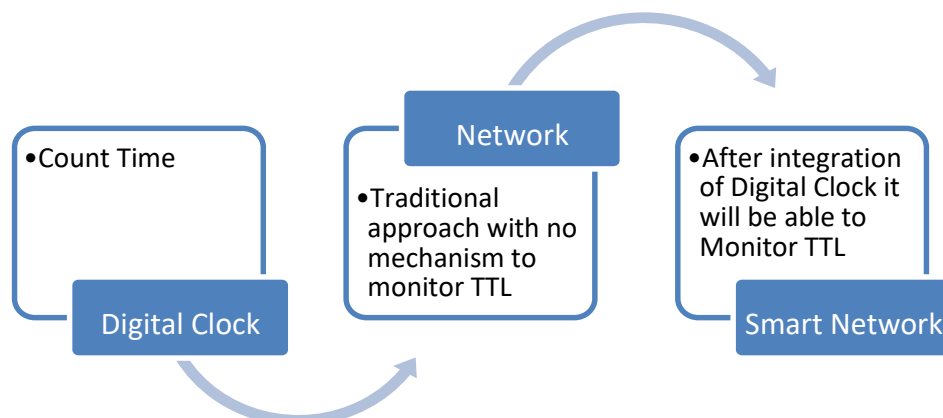 •Count Time
Digital Clock
Network
•Traditional
approach with no
mechanism to
monitor TTL
•After integration
of Digital Clock it
will be able to
Monitor TTL
Smart Network